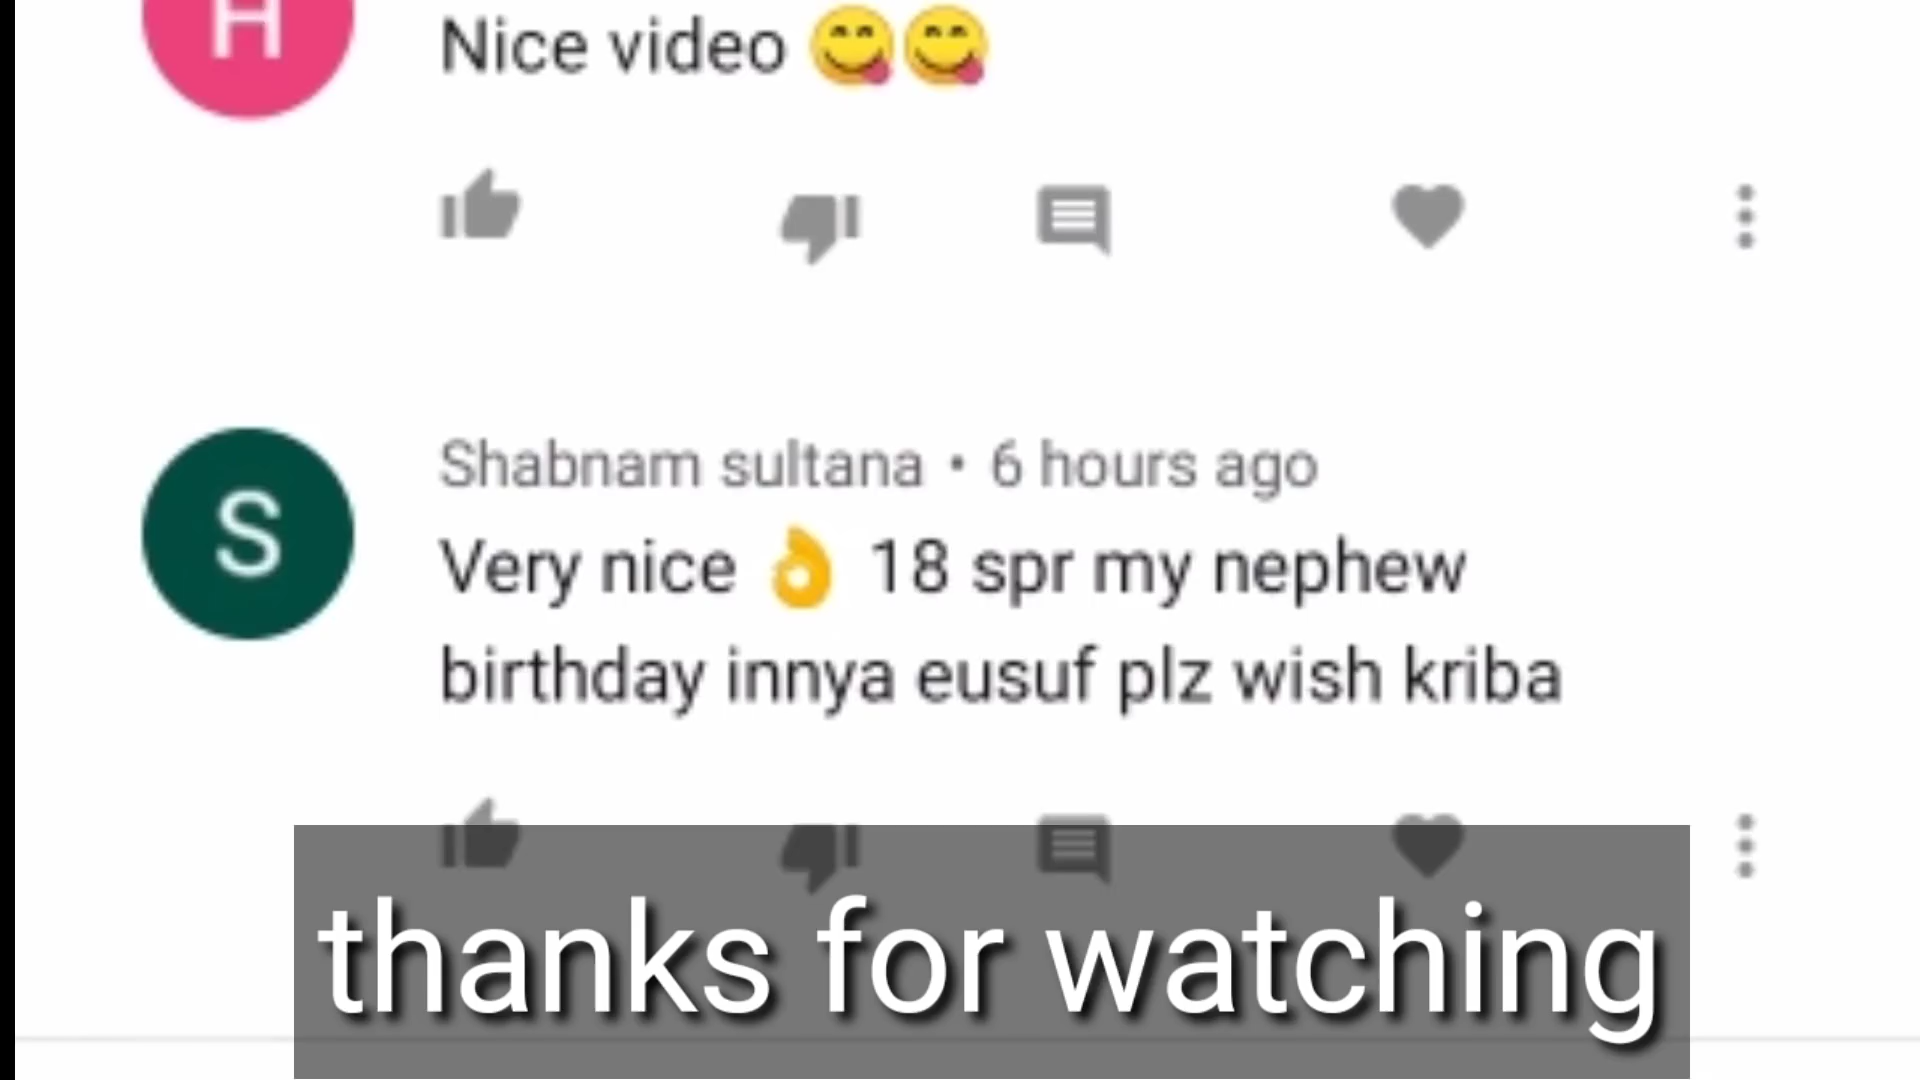 H
Nice video 😋😋
S
Shabnam sultana • 6 hours ago
Very nice 👌 18 spr my nephew
birthday innya eusuf plz wish kriba
thanks for watching